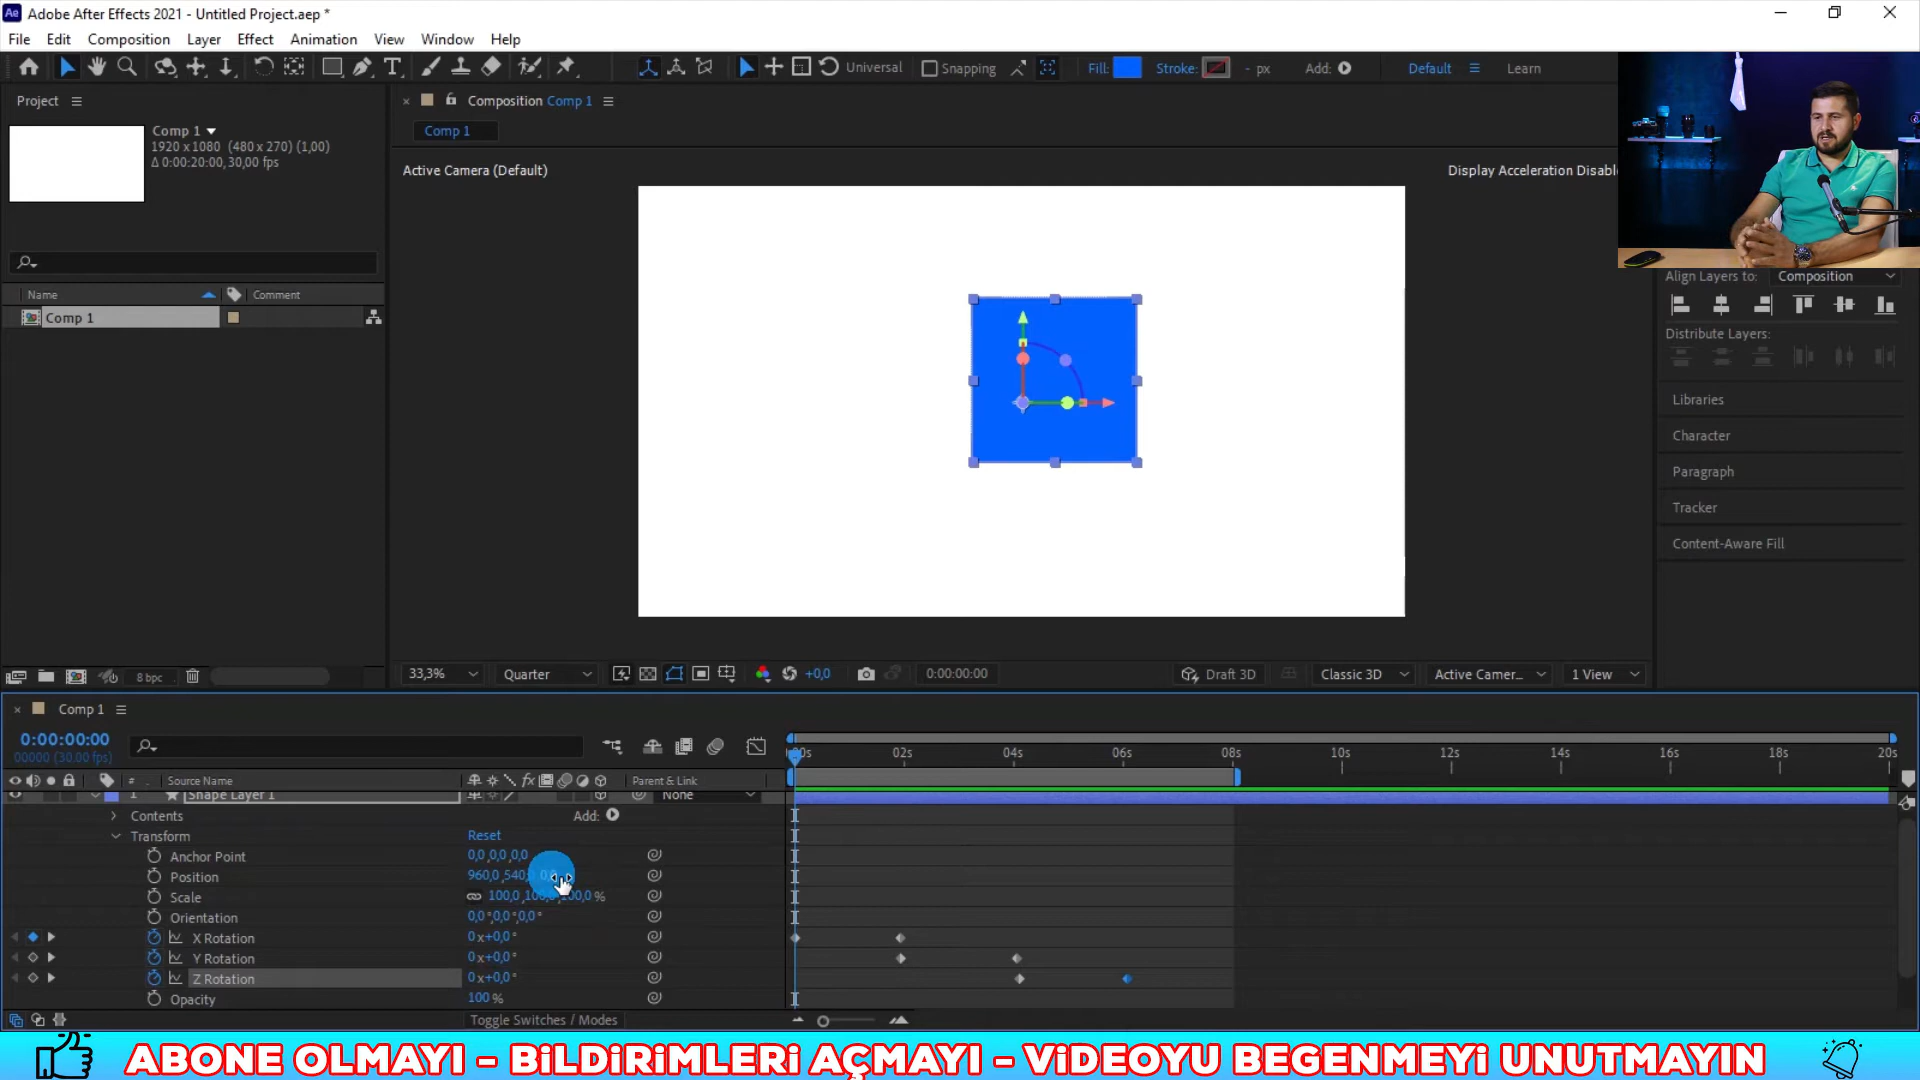 Ae Adobe After Effects 2021 - Untitled Project.aep *
File Edit Composition Layer Effect Animation View Window Help
Universal Snapping Fill: Stroke: - px Add: Default Learn
Project
Comp 1
1920 x 1080 (480 x 270) (1,00)
Δ 0:00:20:00, 30,00 fps
Name Comment
Comp 1
8 bpc
Composition Comp 1
Comp 1
Active Camera (Default)
Display Acceleration Disable
33,3% Quarter +0,0 0:00:00:00 Draft 3D Classic 3D Active Camer... 1 View
Align Layers to: Composition
Distribute Layers:
Libraries
Character
Paragraph
Tracker
Content-Aware Fill
Comp 1
0:00:00:00
00000 (30.00 fps)
# Source Name Parent & Link
1 Shape Layer 1 None
Contents Add:
Transform Reset
Anchor Point 0,0,0,0,0,0
Position 960,0,540,
Scale 100,0 %
Orientation 0,0°,0,0°,0,0°
X Rotation 0x+0,0°
Y Rotation 0x+0,0°
Z Rotation 0x+0,0°
Opacity 100 %
Toggle Switches / Modes
00s 02s 04s 06s 08s 10s 12s 14s 16s 18s 20s
ABONE OLMAYI - BiLDiRiMLERi AÇMAYI - ViDEOYU BEGENMEYi UNUTMAYIN